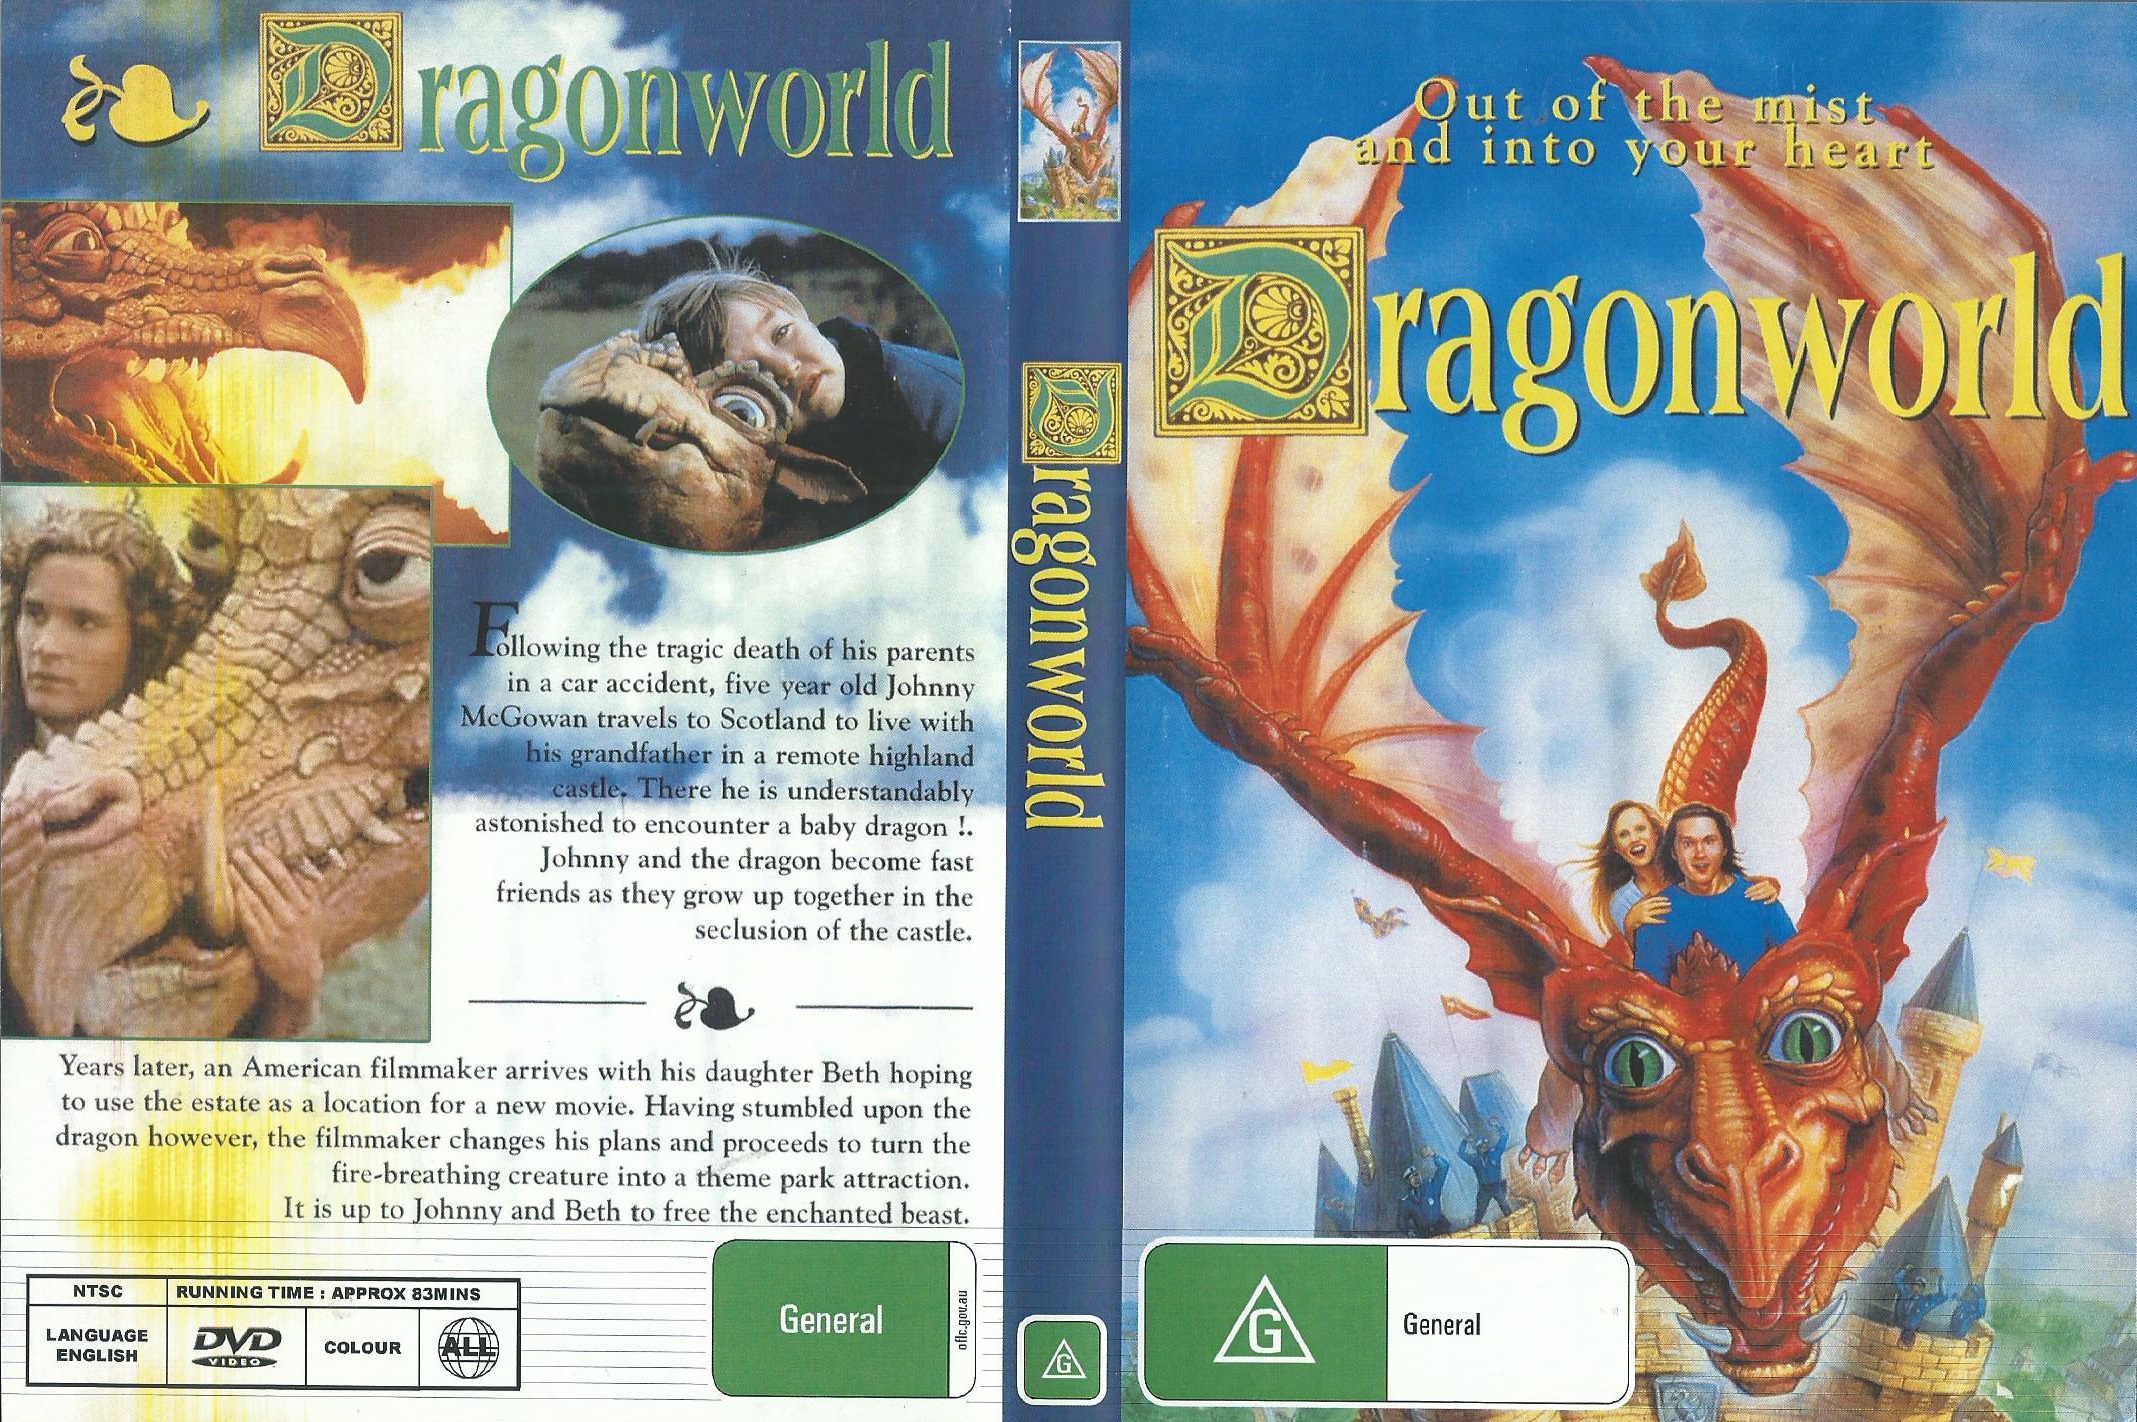 Dragonworld
Following the tragic death of his parents
in a car accident, five year old Johnny
McGowan travels to Scotland to live with
his grandfather in a remote highland
castle. There he is understandably
astonished to encounter a baby dragon !.
Johnny and the dragon become fast
friends as they grow up together in the
seclusion of the castle.
Years later, an American filmmaker arrives with his daughter Beth hoping
to use the estate as a location for a new movie. Having stumbled upon the
dragon however, the filmmaker changes his plans and proceeds to turn the
fire-breathing creature into a theme park attraction.
It is up to Johnny and Beth to free the enchanted beast.
NTSC
RUNNING TIME : APPROX 83MINS
LANGUAGE
ENGLISH
DVD
VIDEO
COLOUR
ALL
General
oflc.gov.au
Dragonworld
G
Out of the mist
and into your heart
Dragonworld
G
General